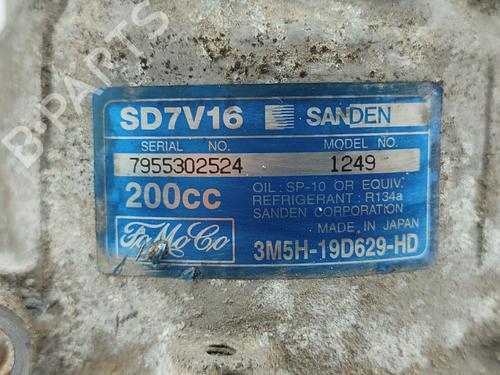 SD7V16 SANDEN
SERIAL NO. MODEL NO.
7955302524 1249
200cc
OIL: SP-10 OR EQUIV.
REFRIGERANT: R134a
SANDEN CORPORATION
MADE IN JAPAN
FoMoCo
3M5H-19D629-HD
B-PARTS